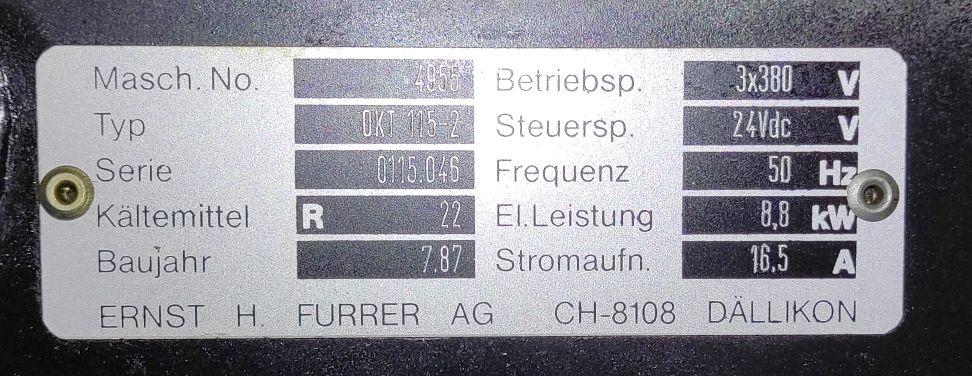 Masch. No. 4955 Betriebsp. 3x380 V
Typ OKT 115-2 Steuersp. 24Vdc V
Serie 0115.046 Frequenz 50 Hz
Kältemittel R 22 El.Leistung 8,8 kW
Baujahr 7.87 Stromaufn. 16,5 A
ERNST H. FURRER AG CH-8108 DÄLLIKON